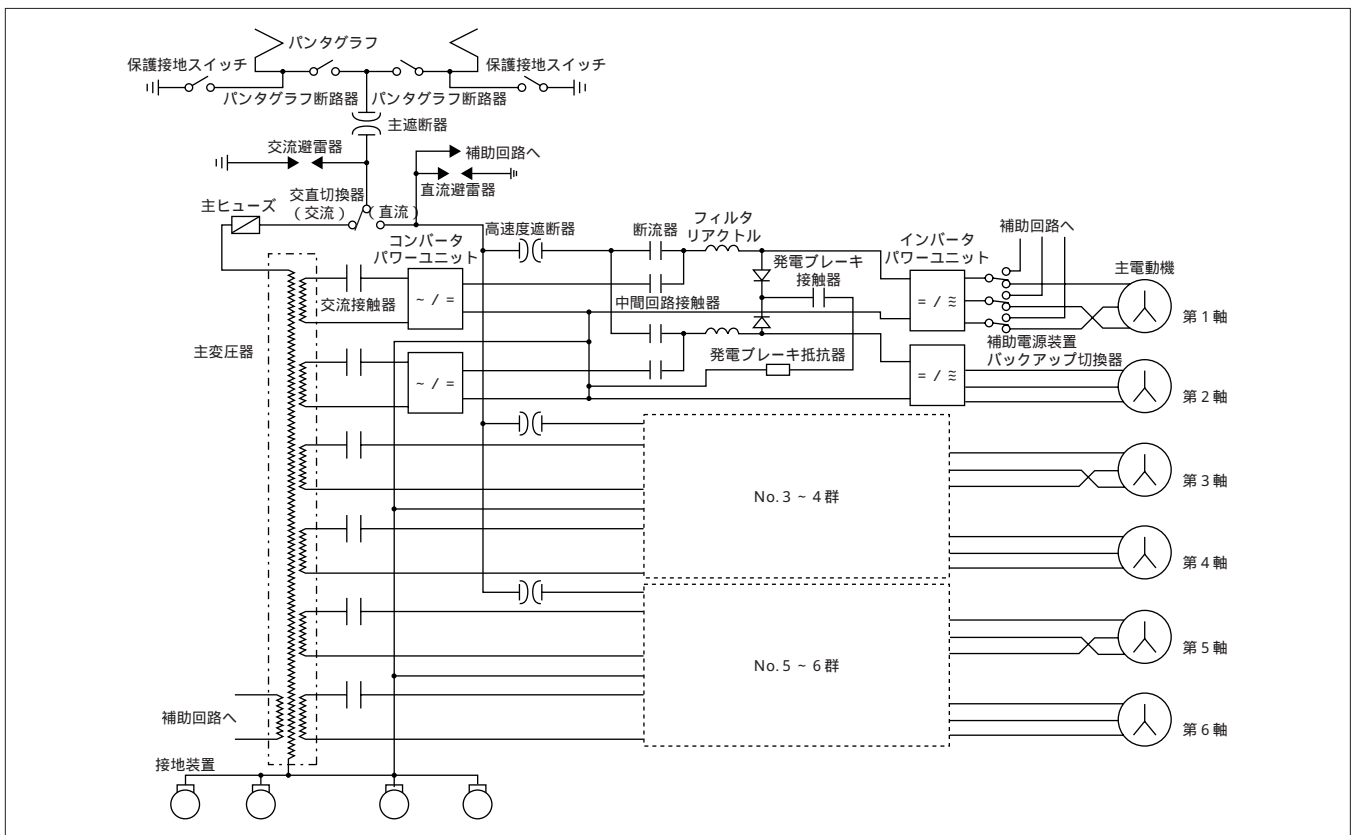 パンタグラフ
保護接地スイッチ
保護接地スイッチ
パンタグラフ断路器
パンタグラフ断路器
主遮断器
交流避雷器
補助回路へ
直流避雷器
交直切換器
(交流)
(直流)
主ヒューズ
高速度遮断器
断流器
フィルタ
リアクトル
補助回路へ
コンバータ
パワーユニット
発電ブレーキ
接触器
インバータ
パワーユニット
主電動機
~ / =
交流接触器
中間回路接触器
= / ≈
第1軸
主変圧器
発電ブレーキ抵抗器
補助電源装置
バックアップ切換器
~ / =
= / ≈
第2軸
第3軸
No.3 ~ 4群
第4軸
第5軸
No.5 ~ 6群
補助回路へ
第6軸
接地装置